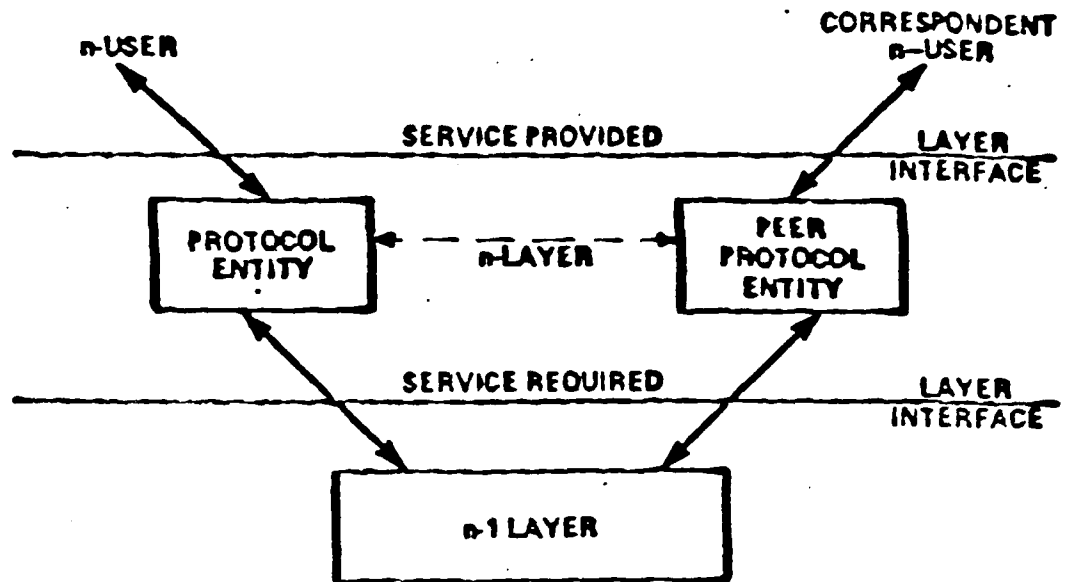 n-USER
CORRESPONDENT
n-USER
SERVICE PROVIDED
LAYER
INTERFACE
PROTOCOL
ENTITY
n-LAYER
PEER
PROTOCOL
ENTITY
SERVICE REQUIRED
LAYER
INTERFACE
n-1 LAYER